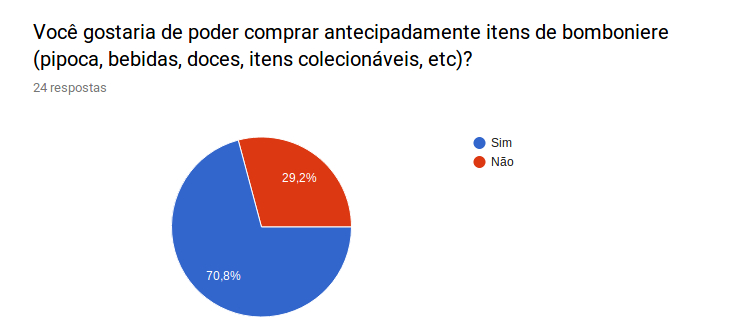 Você gostaria de poder comprar antecipadamente itens de bomboniere
(pipoca, bebidas, doces, itens colecionáveis, etc)?
24 respostas
Sim
Não
29,2%
70,8%